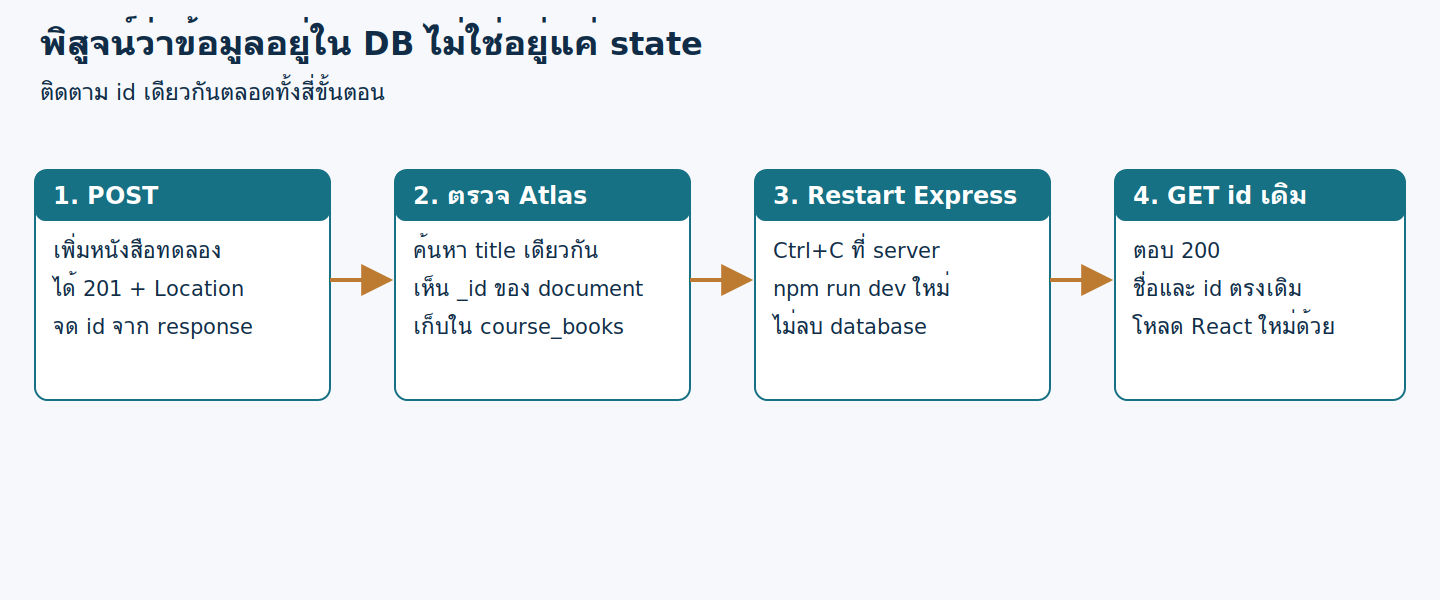 พิสูจน์ว่าข้อมูลอยู่ใน DB ไม่ใช่อยู่แค่ state
ติดตาม id เดียวกันตลอดทั้งสี่ขั้นตอน
1. POST
เพิ่มหนังสือทดลอง
ได้ 201 + Location
จด id จาก response
2. ตรวจ Atlas
ค้นหา title เดียวกัน
เห็น _id ของ document
เก็บใน course_books
3. Restart Express
Ctrl+C ที่ server
npm run dev ใหม่
ไม่ลบ database
4. GET id เดิม
ตอบ 200
ชื่อและ id ตรงเดิม
โหลด React ใหม่ด้วย